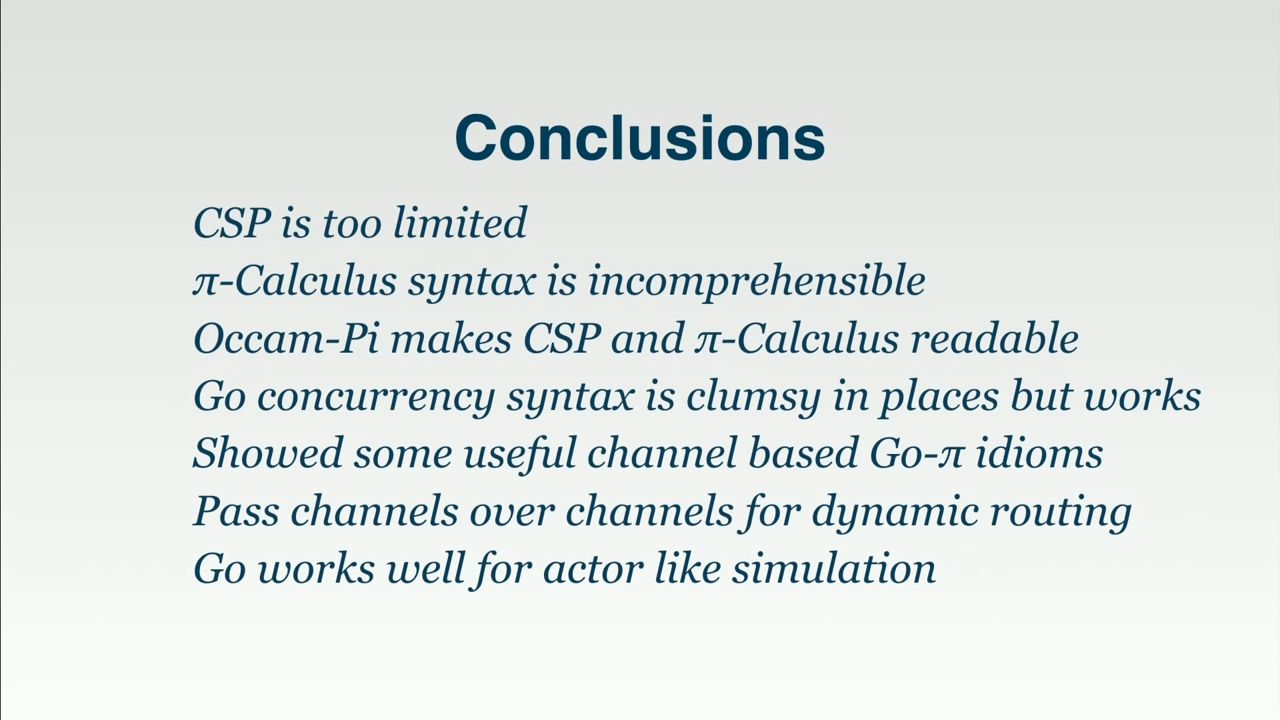 Conclusions
CSP is too limited
π-Calculus syntax is incomprehensible
Occam-Pi makes CSP and π-Calculus readable
Go concurrency syntax is clumsy in places but works
Showed some useful channel based Go-π idioms
Pass channels over channels for dynamic routing
Go works well for actor like simulation